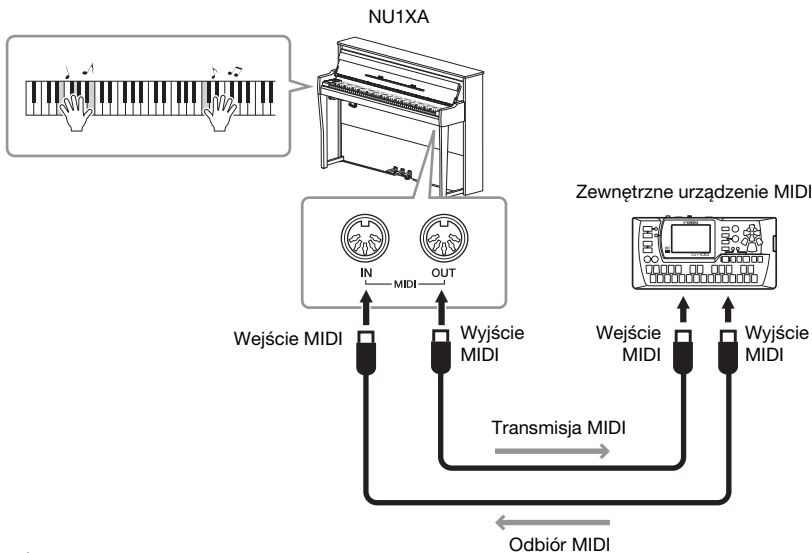 NU1XA
Zewnętrzne urządzenie MIDI
IN
OUT
MIDI
Wejście MIDI
Wyjście
MIDI
Wejście
MIDI
Wyjście
MIDI
Transmisja MIDI
Odbiór MIDI